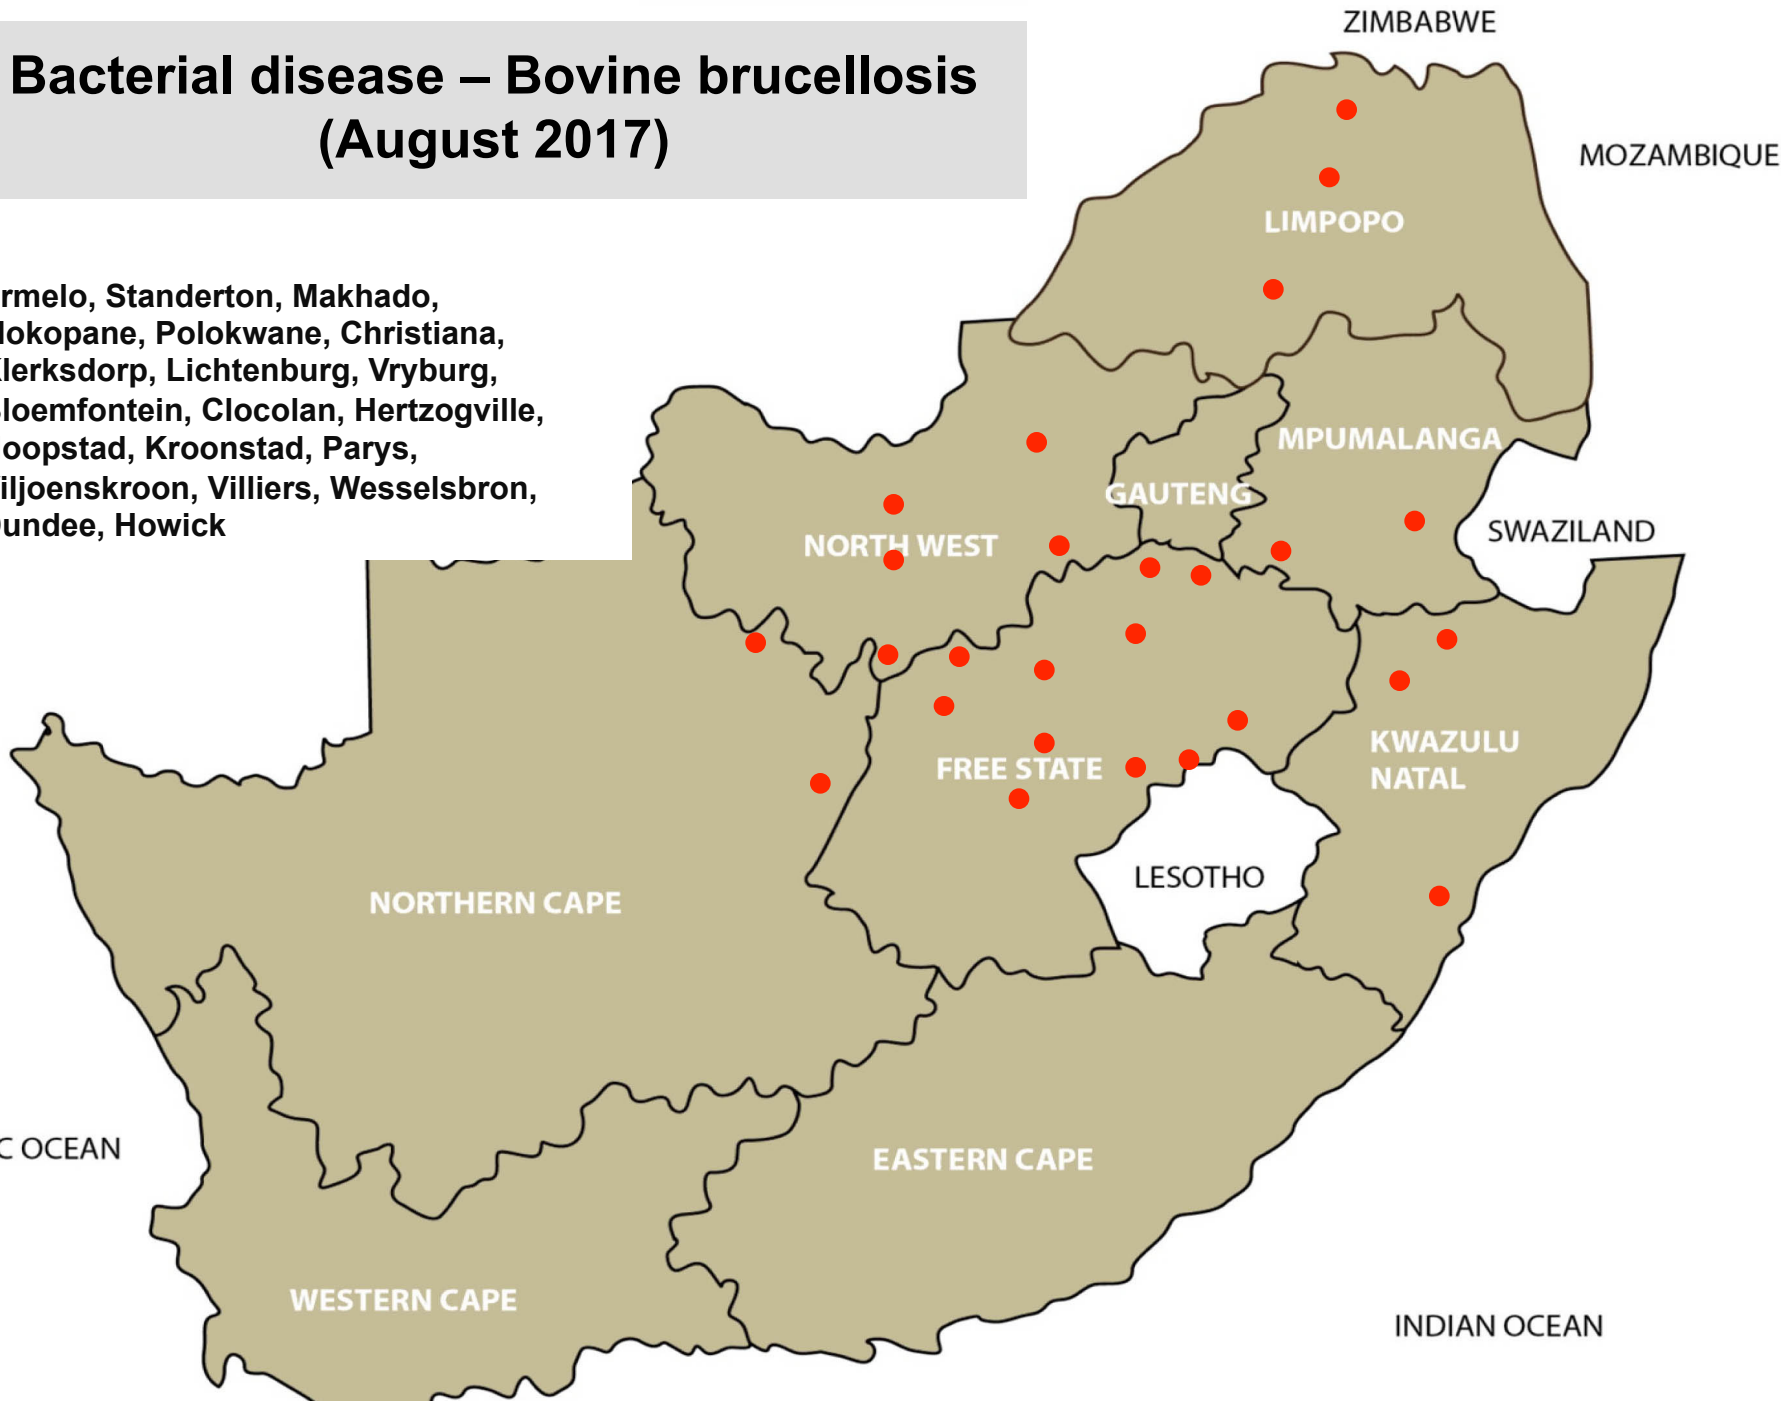 ZIMBABWE
Bacterial disease – Bovine brucellosis
(August 2017)
MOZAMBIQUE
LIMPOPO
rmelo, Standerton, Makhado,
lokopane, Polokwane, Christiana,
lerksdorp, Lichtenburg, Vryburg,
loemfontein, Clocolan, Hertzogville,
oopstad, Kroonstad, Parys,
iljoenskroon, Villiers, Wesselsbron,
undee, Howick
MPUMALANGA
GAUTENG
SWAZILAND
NORTH WEST
KWAZULU
NATAL
FREE STATE
LESOTHO
NORTHERN CAPE
C OCEAN
EASTERN CAPE
WESTERN CAPE
INDIAN OCEAN